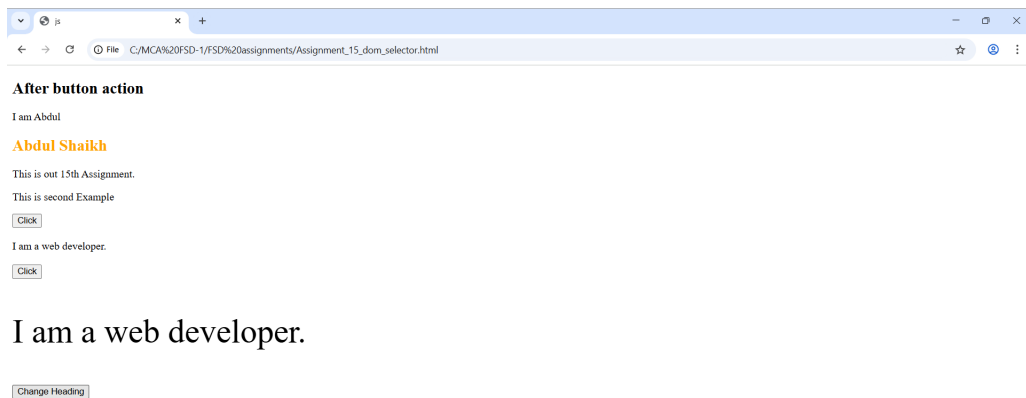 js
File C:/MCA%20FSD-1/FSD%20assignments/Assignment_15_dom_selector.html
After button action
I am Abdul
Abdul Shaikh
This is out 15th Assignment.
This is second Example
Click
I am a web developer.
Click
I am a web developer.
Change Heading